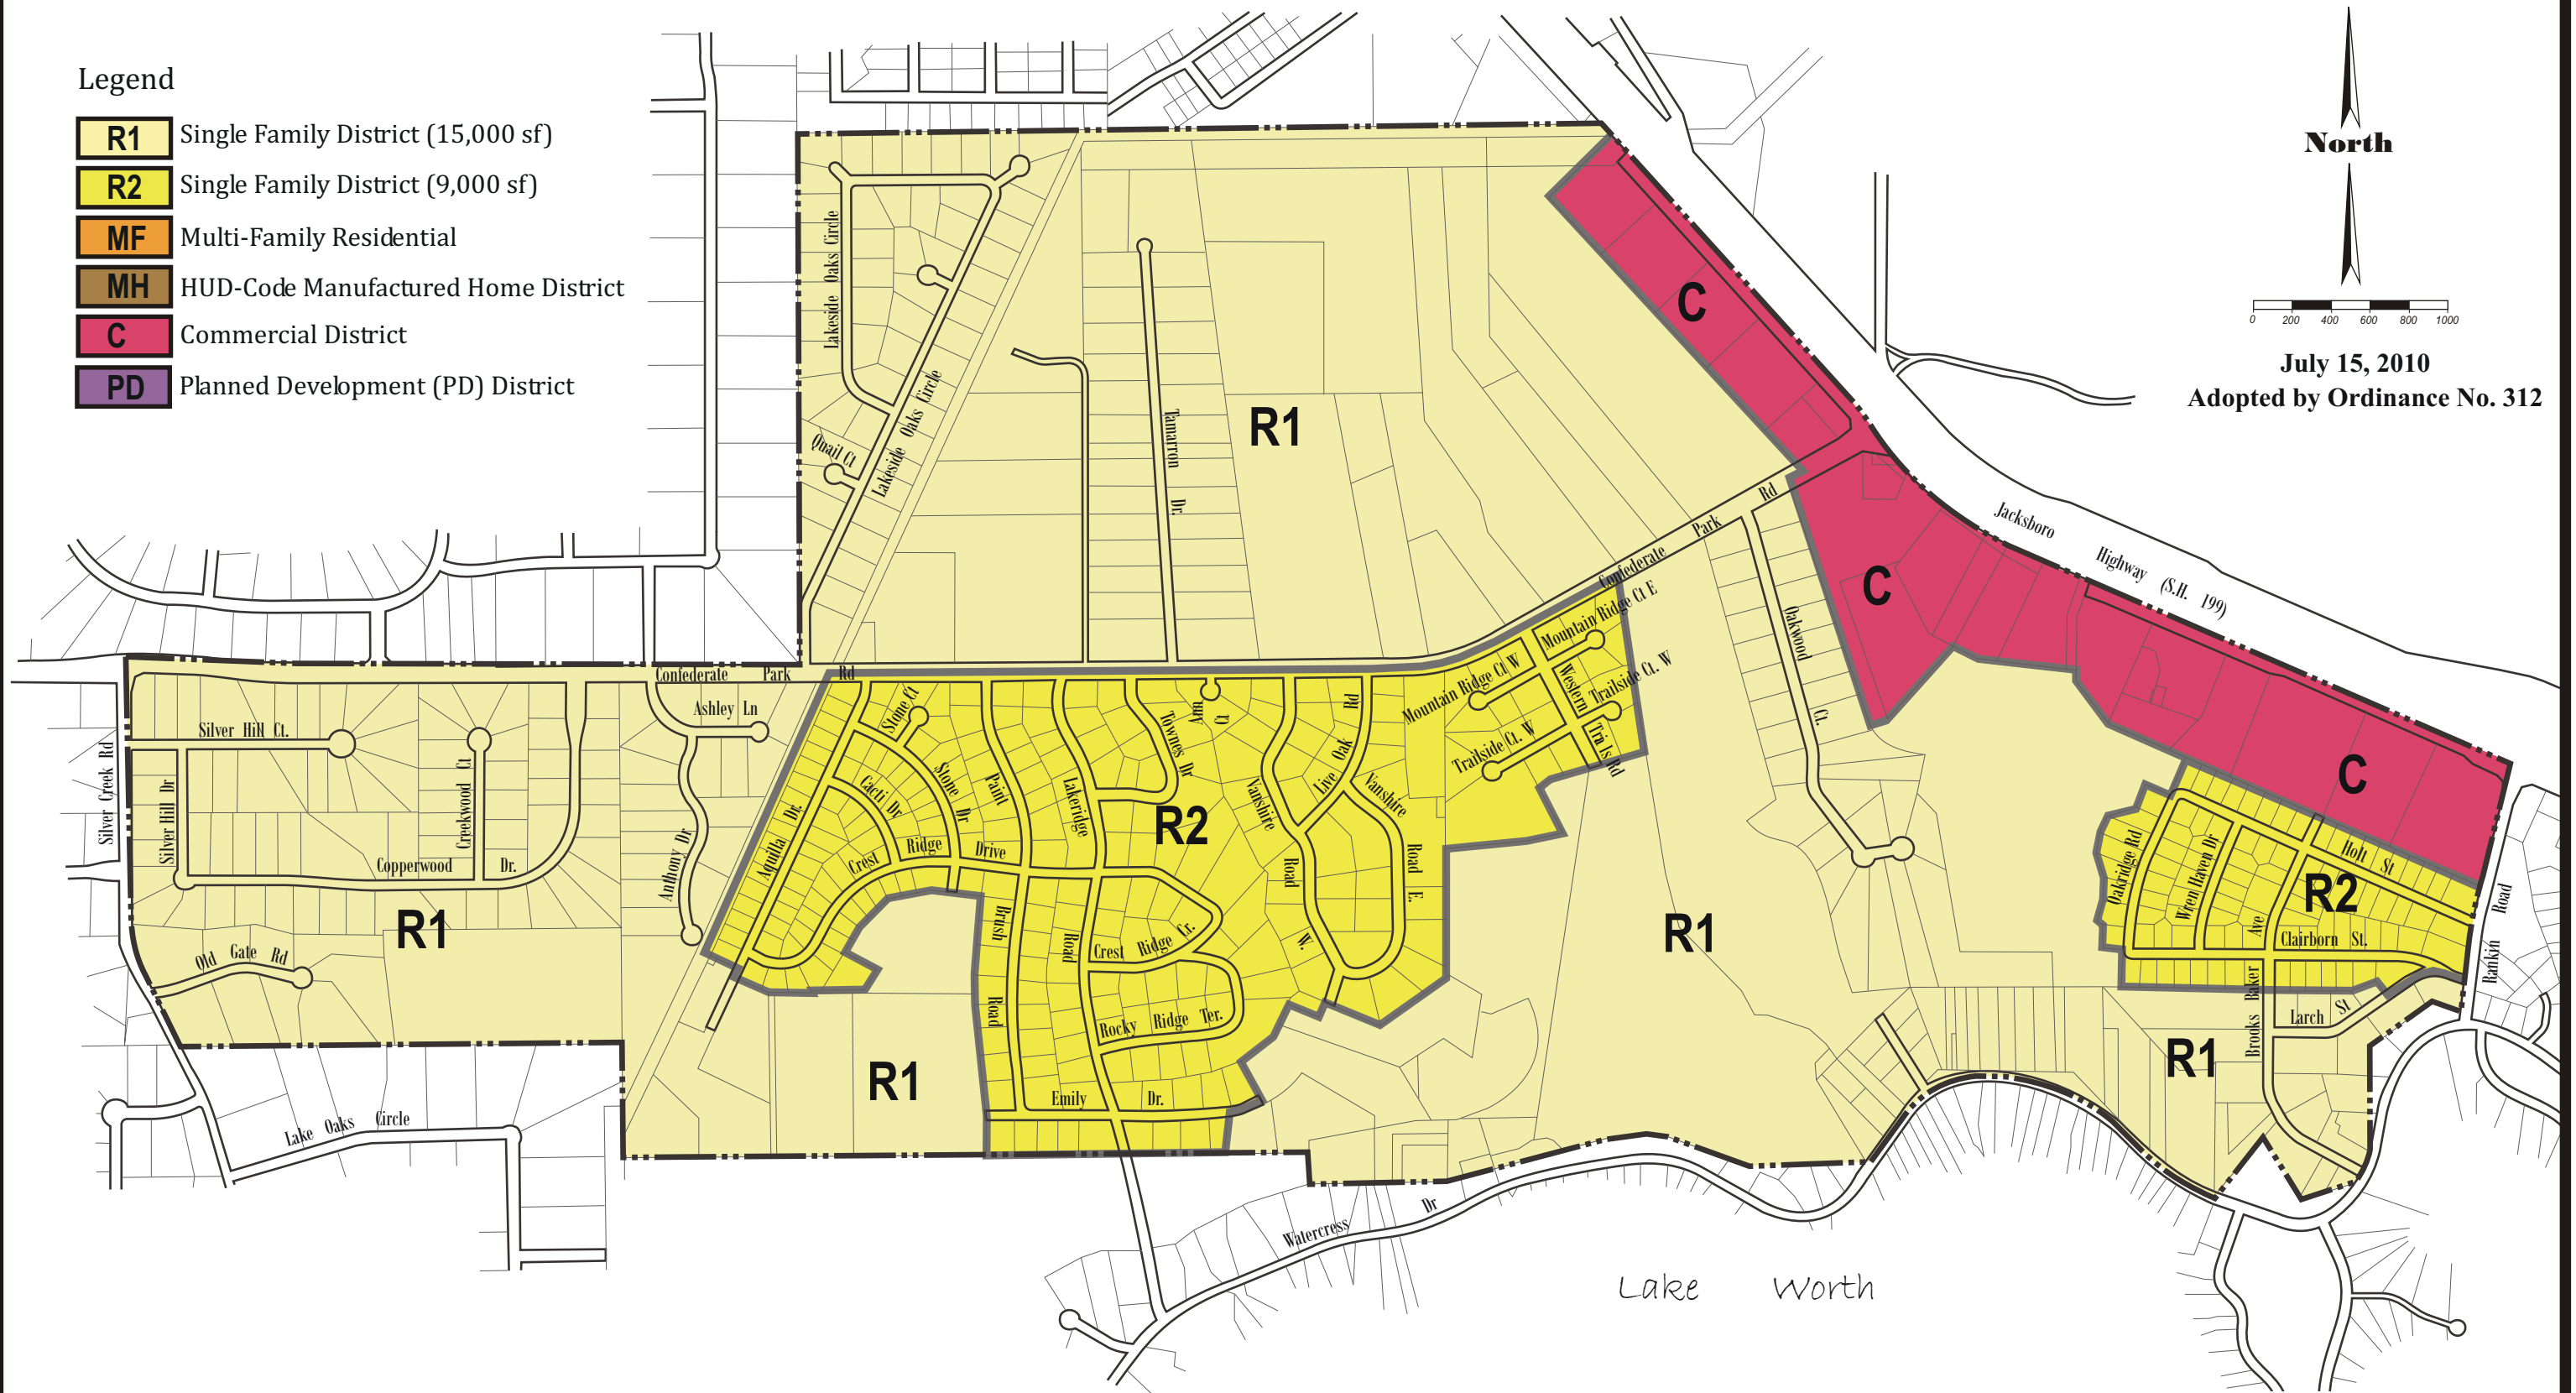 Legend
R1 Single Family District (15,000 sf)
R2 Single Family District (9,000 sf)
MF Multi-Family Residential
MH HUD-Code Manufactured Home District
C Commercial District
PD Planned Development (PD) District
North
0 200 400 600 800 1000
July 15, 2010
Adopted by Ordinance No. 312
Lakeside Oaks Circle
Lakeside Oaks Circle
Quail Ct
Tamarron Dr.
R1
C
C
C
Jacksboro Highway (S.H. 199)
Confederate Park Rd
Confederate Park Rd
Oakwood Ct.
Mountain Ridge Ct E
Mountain Ridge Ct W
Western Trails Rd
Trailside Ct. W
Trailside Ct. W
Silver Creek Rd
Silver Hill Ct.
Silver Hill Dr
Creekwood Ct
Copperwood Dr.
Old Gate Rd
R1
Ashley Ln
Anthony Dr
Aquilla Dr.
Stone Ct
Stone Dr
Cacti Dr
Crest Ridge Drive
Paint Brush Road
Lakeridge Road
Townes Dr
Ann Ct
R2
Live Oak Rd
Vanshire Road W.
Vanshire Road E.
Crest Ridge Cr.
Rocky Ridge Ter.
Emily Dr.
R1
R1
Oakridge Rd
Wren Haven Dr
Holt St
R2
Clairborn St.
Brooks Baker Ave
Larch St
Rankin Road
R1
Lake Oaks Circle
Watercress Dr
Lake Worth